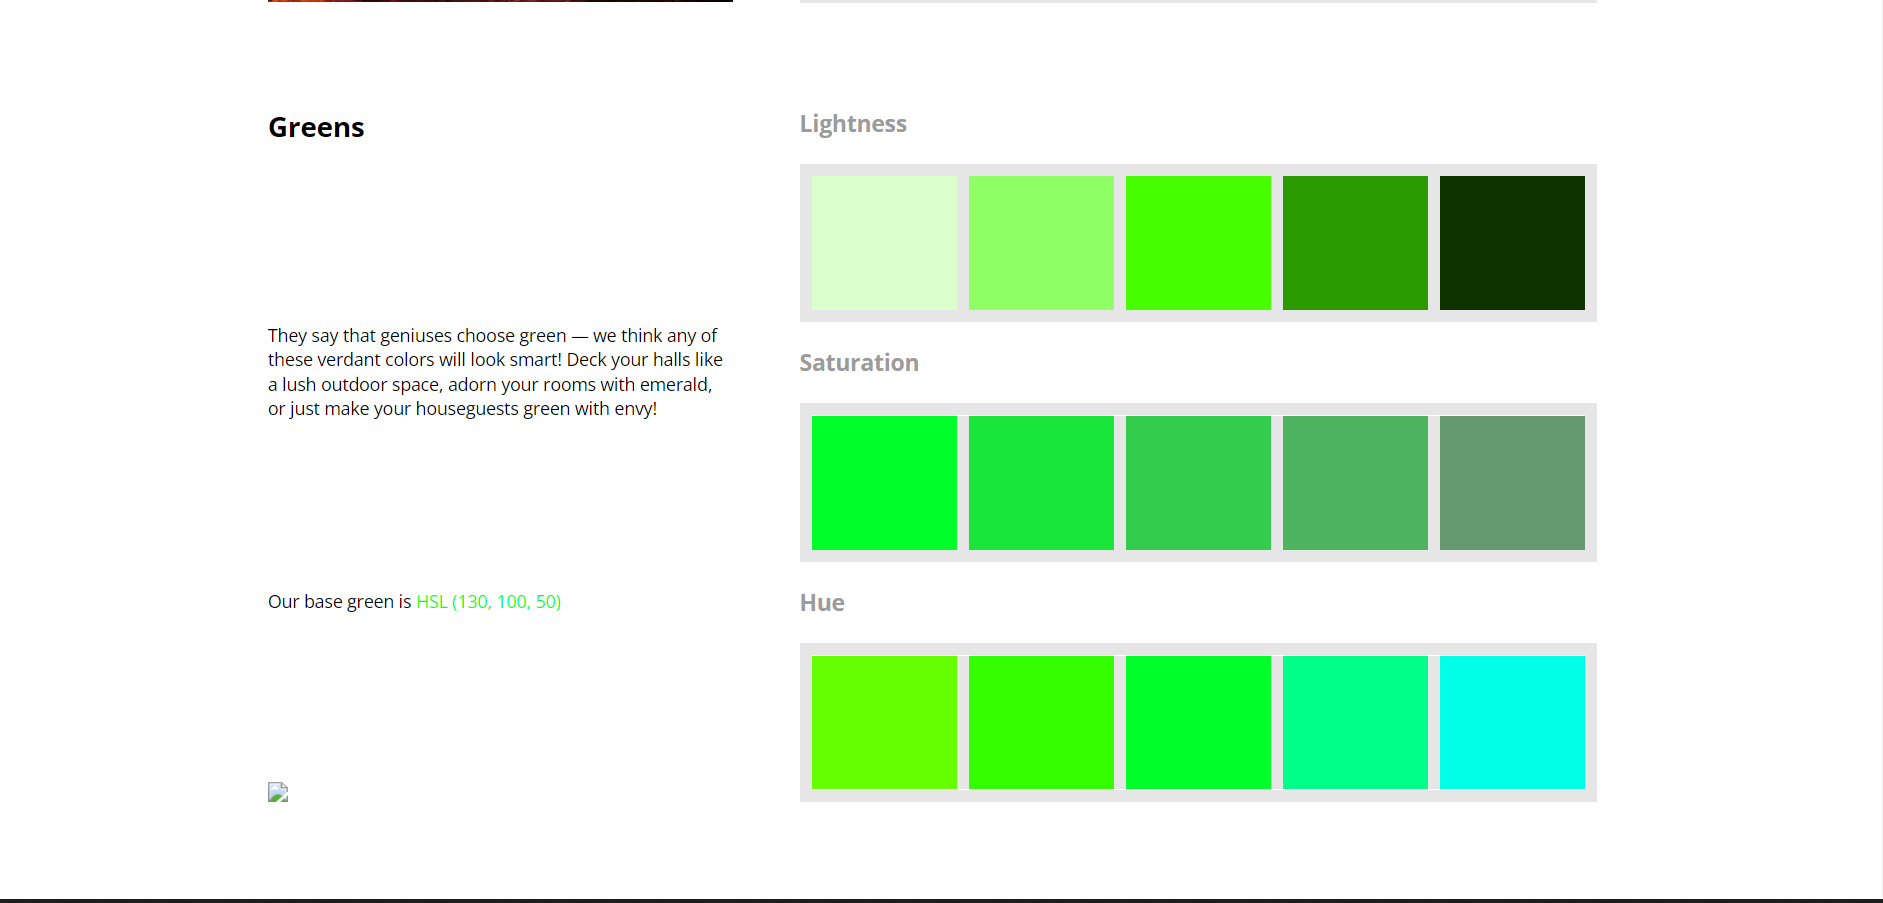 Greens
They say that geniuses choose green — we think any of
these verdant colors will look smart! Deck your halls like
a lush outdoor space, adorn your rooms with emerald,
or just make your houseguests green with envy!
Our base green is HSL (130, 100, 50)
Lightness
Saturation
Hue